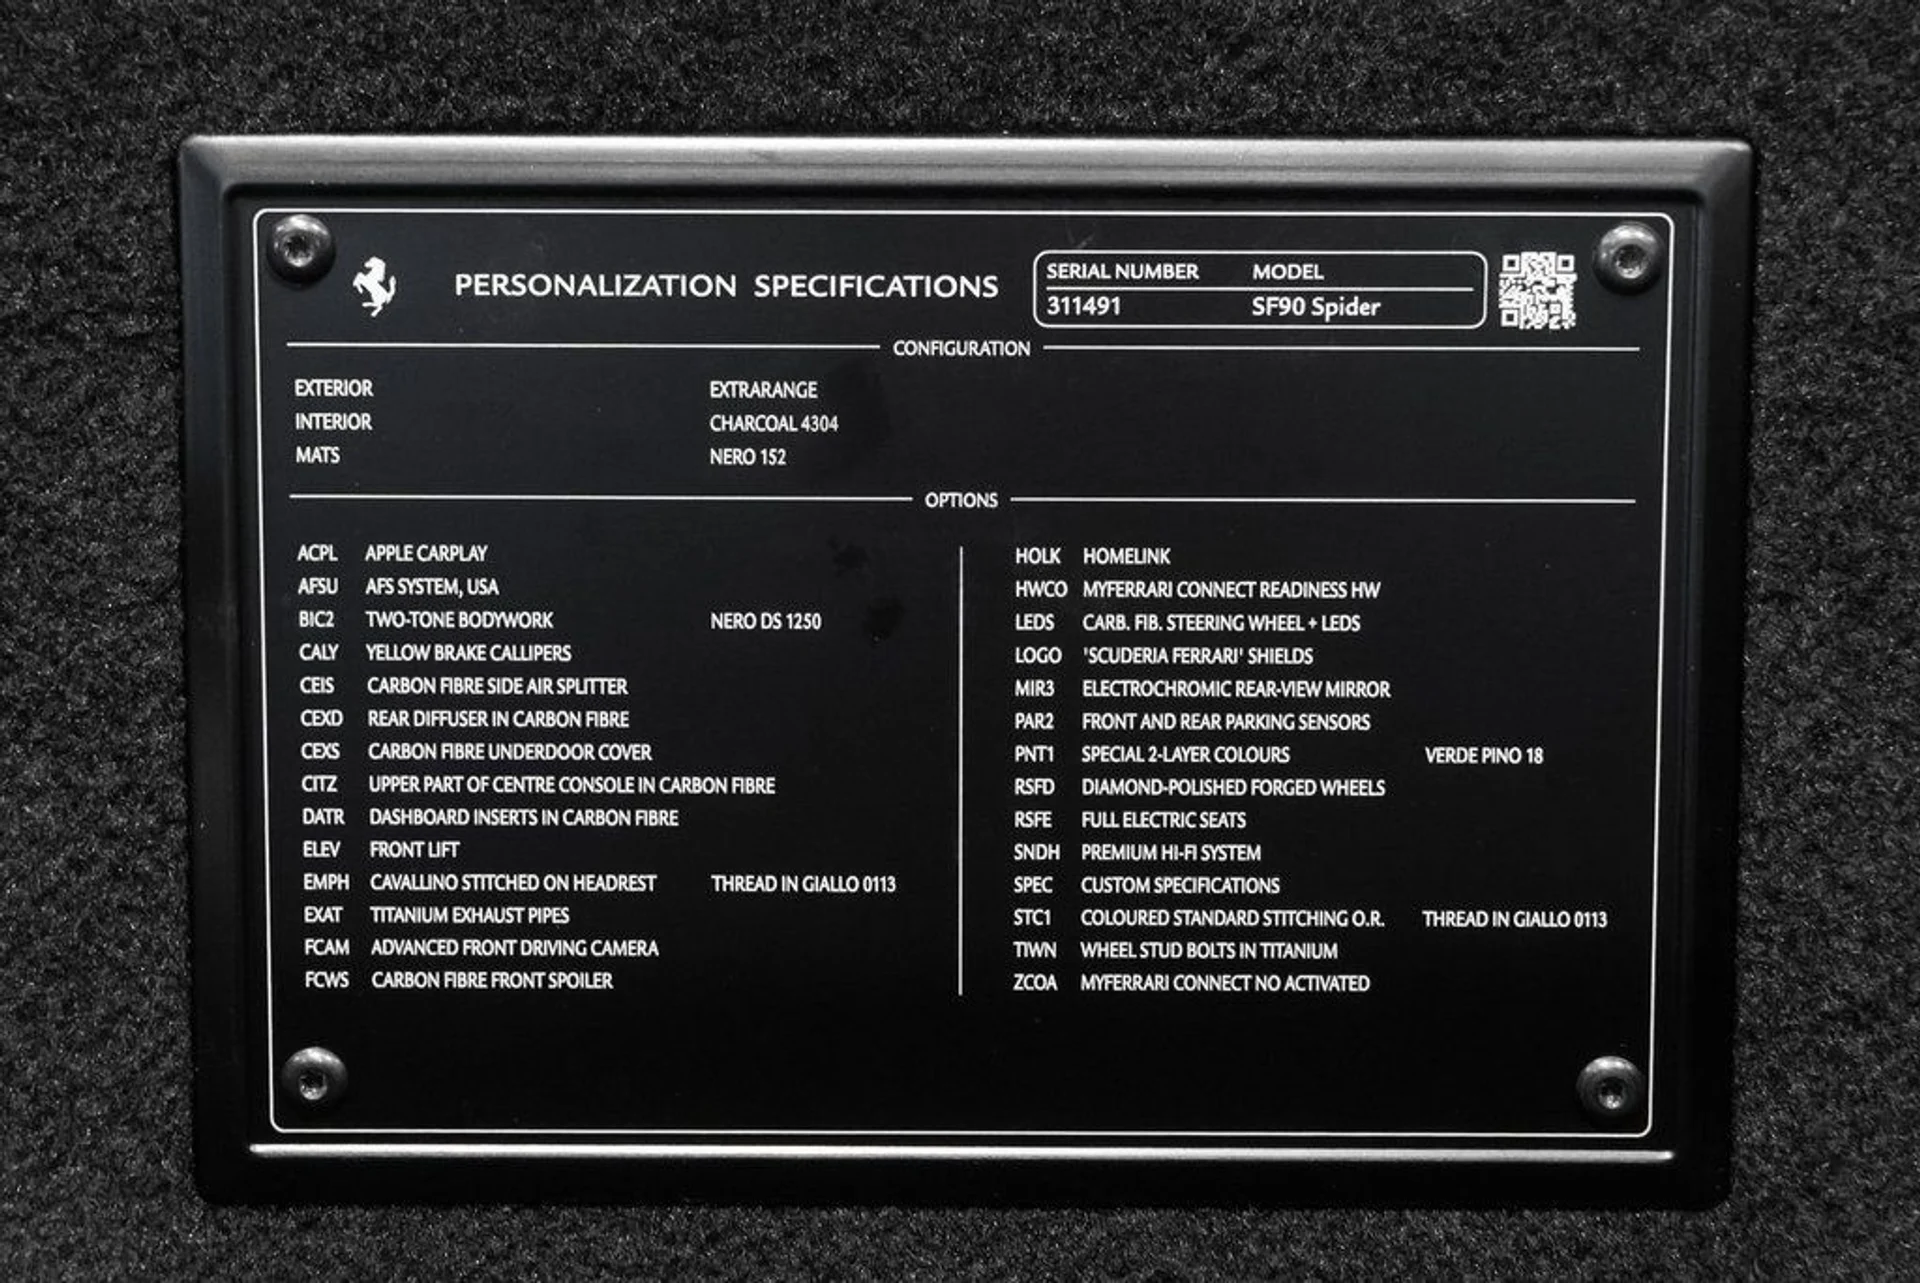 PERSONALIZATION SPECIFICATIONS
SERIAL NUMBER MODEL
311491 SF90 Spider
CONFIGURATION
EXTERIOR EXTRARANGE
INTERIOR CHARCOAL 4304
MATS NERO 152
OPTIONS
ACPL APPLE CARPLAY
AFSU AFS SYSTEM, USA
BIC2 TWO-TONE BODYWORK NERO DS 1250
CALY YELLOW BRAKE CALLIPERS
CEIS CARBON FIBRE SIDE AIR SPLITTER
CEXD REAR DIFFUSER IN CARBON FIBRE
CEXS CARBON FIBRE UNDERDOOR COVER
CITZ UPPER PART OF CENTRE CONSOLE IN CARBON FIBRE
DATR DASHBOARD INSERTS IN CARBON FIBRE
ELEV FRONT LIFT
EMPH CAVALLINO STITCHED ON HEADREST THREAD IN GIALLO 0113
EXAT TITANIUM EXHAUST PIPES
FCAM ADVANCED FRONT DRIVING CAMERA
FCWS CARBON FIBRE FRONT SPOILER
HOLK HOMELINK
HWCO MYFERRARI CONNECT READINESS HW
LEDS CARB. FIB. STEERING WHEEL + LEDS
LOGO 'SCUDERIA FERRARI' SHIELDS
MIR3 ELECTROCHROMIC REAR-VIEW MIRROR
PAR2 FRONT AND REAR PARKING SENSORS
PNT1 SPECIAL 2-LAYER COLOURS VERDE PINO 18
RSFD DIAMOND-POLISHED FORGED WHEELS
RSFE FULL ELECTRIC SEATS
SNDH PREMIUM HI-FI SYSTEM
SPEC CUSTOM SPECIFICATIONS
STC1 COLOURED STANDARD STITCHING O.R. THREAD IN GIALLO 0113
TIWN WHEEL STUD BOLTS IN TITANIUM
ZCOA MYFERRARI CONNECT NO ACTIVATED